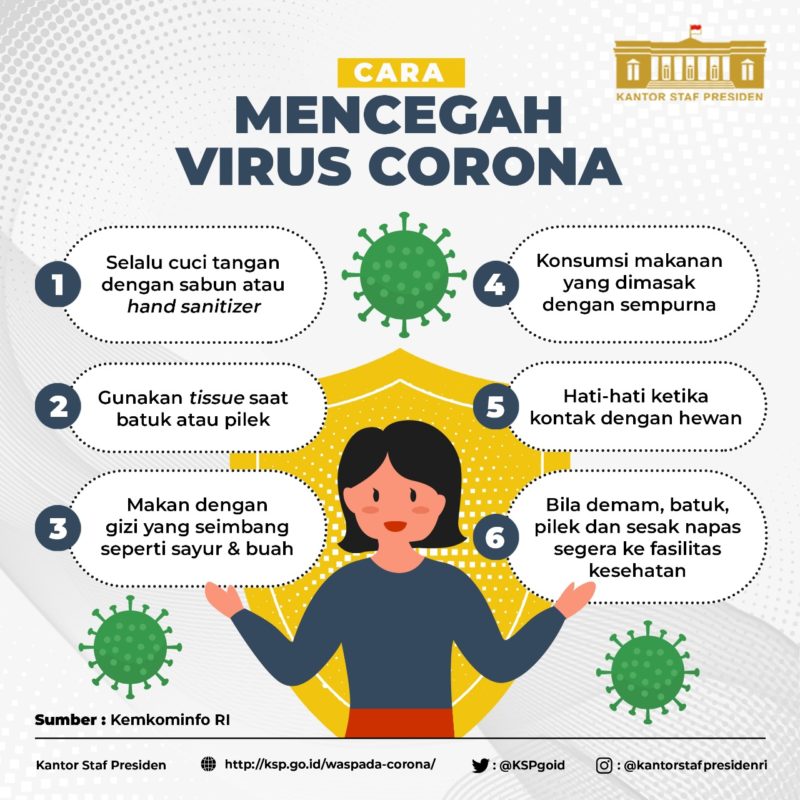 KANTOR STAF PRESIDEN
CARA
MENCEGAH
VIRUS CORONA
1
Selalu cuci tangan
dengan sabun atau
hand sanitizer
2
Gunakan tissue saat
batuk atau pilek
3
Makan dengan
gizi yang seimbang
seperti sayur & buah
4
Konsumsi makanan
yang dimasak
dengan sempurna
5
Hati-hati ketika
kontak dengan hewan
6
Bila demam, batuk,
pilek dan sesak napas
segera ke fasilitas
kesehatan
Sumber : Kemkominfo RI
Kantor Staf Presiden http://ksp.go.id/waspada-corona/ : @KSPgoid : @kantorstafpresidenri